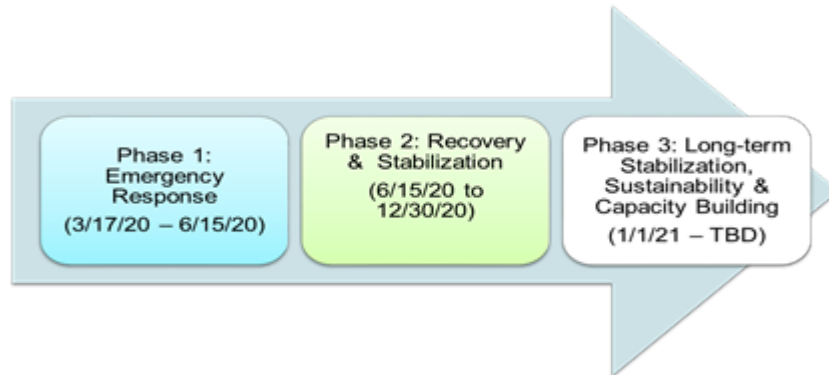 Phase 1:
Emergency
Response
(3/17/20 – 6/15/20)
Phase 2: Recovery
& Stabilization
(6/15/20 to
12/30/20)
Phase 3: Long-term
Stabilization,
Sustainability &
Capacity Building
(1/1/21 – TBD)